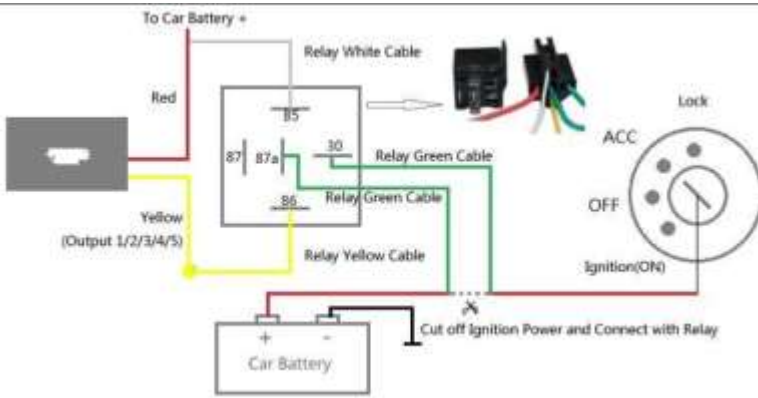 To Car Battery +
Relay White Cable
Red
Lock
85
ACC
87 87a 30
Relay Green Cable
Relay Green Cable
OFF
86
Yellow
(Output 1/2/3/4/5)
Relay Yellow Cable
Ignition(ON)
Cut off Ignition Power and Connect with Relay
+ -
Car Battery